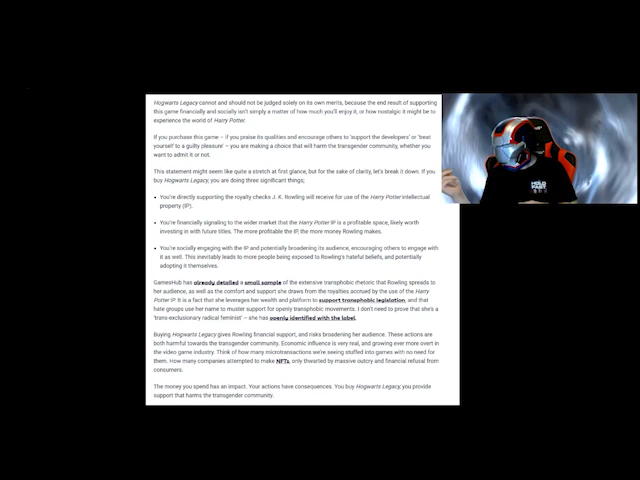 Hogwarts Legacy cannot and should not be judged solely on its own merits, because the end result of supporting
this game financially and socially isn't simply a matter of how much you'll enjoy it, or how nostalgic it might be to
experience the world of Harry Potter.
If you purchase this game – if you praise its qualities and encourage others to 'support the developers' or 'treat
yourself to a guilty pleasure' – you are making a choice that will harm the transgender community, whether you
want to admit it or not.
This statement might seem like quite a stretch at first glance, but for the sake of clarity, let's break it down. If you
buy Hogwarts Legacy, you are doing three significant things;
• You're directly supporting the royalty checks J. K. Rowling will receive for use of the Harry Potter intellectual
property (IP).
• You're financially signaling to the wider market that the Harry Potter IP is a profitable space, likely worth
investing in with future titles. The more profitable the IP, the more money Rowling makes.
• You're socially engaging with the IP and potentially broadening its audience, encouraging others to engage with
it as well. This inevitably leads to more people being exposed to Rowling's hateful beliefs, and potentially
adopting it themselves.
GamesHub has already detailed a small sample of the extensive transphobic rhetoric that Rowling spreads to
her audience, as well as the comfort and support she draws from the royalties accrued by the use of the Harry
Potter IP. It is a fact that she leverages her wealth and platform to support transphobic legislation, and that
hate groups use her name to muster support for openly transphobic movements. I don't need to prove that she's a
'trans-exclusionary radical feminist' – she has openly identified with the label.
Buying Hogwarts Legacy gives Rowling financial support, and risks broadening her audience. These actions are
both harmful towards the transgender community. Economic influence is very real, and growing ever more overt in
the video game industry. Think of how many microtransactions we're seeing stuffed into games with no need for
them. How many companies attempted to make NFTs, only thwarted by massive outcry and financial refusal from
consumers.
The money you spend has an impact. Your actions have consequences. You buy Hogwarts Legacy, you provide
support that harms the transgender community.
HOLD
FAST